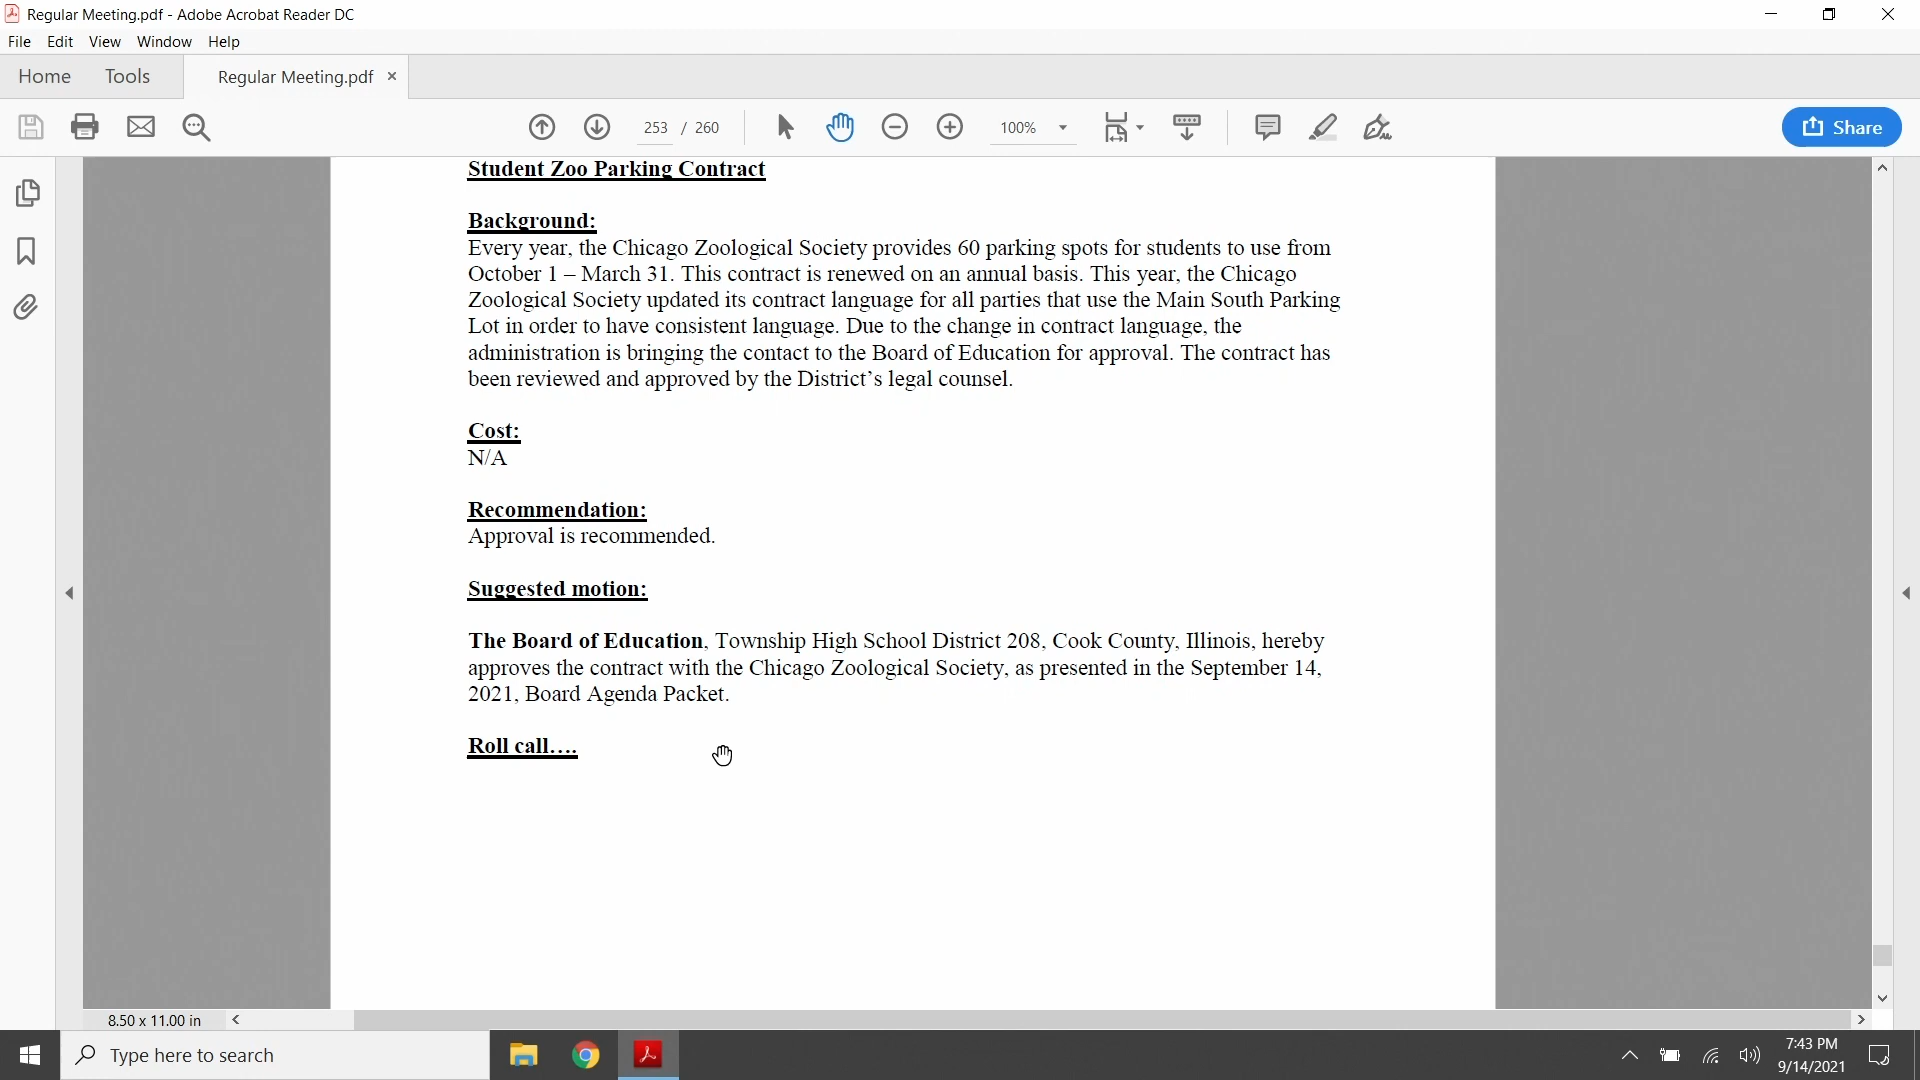 Regular Meeting.pdf - Adobe Acrobat Reader DC
File Edit View Window Help
Home Tools Regular Meeting.pdf ×
253 / 260 100% Share
Student Zoo Parking Contract
Background:
Every year, the Chicago Zoological Society provides 60 parking spots for students to use from
October 1 – March 31. This contract is renewed on an annual basis. This year, the Chicago
Zoological Society updated its contract language for all parties that use the Main South Parking
Lot in order to have consistent language. Due to the change in contract language, the
administration is bringing the contact to the Board of Education for approval. The contract has
been reviewed and approved by the District’s legal counsel.
Cost:
N/A
Recommendation:
Approval is recommended.
Suggested motion:
The Board of Education, Township High School District 208, Cook County, Illinois, hereby
approves the contract with the Chicago Zoological Society, as presented in the September 14,
2021, Board Agenda Packet.
Roll call….
8.50 x 11.00 in
Type here to search
7:43 PM
9/14/2021